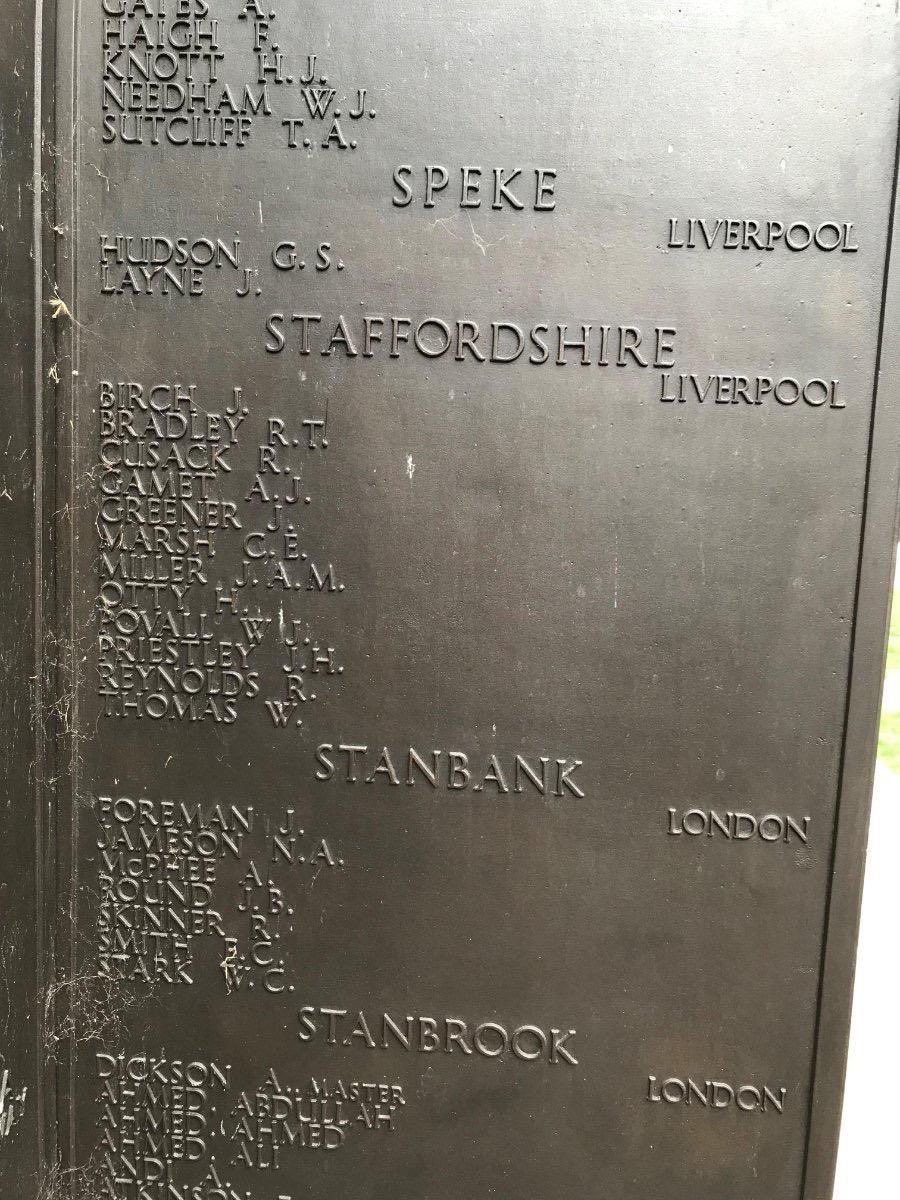 GATES A.
HAIGH F.
KNOTT H.J.
NEEDHAM W.J.
SUTCLIFF T.A.
SPEKE
LIVERPOOL
HUDSON G.S.
LAYNE J.
STAFFORDSHIRE
LIVERPOOL
BIRCH J.
BRADLEY R.T.
CUSACK R.
GAMET A.J.
GREENER J.
MARSH C.E.
MILLER J.A.M.
OTTY H.
POVALL W.J.
PRIESTLEY J.H.
REYNOLDS R.
THOMAS W.
STANBANK
LONDON
FOREMAN J.
JAMESON N.A.
McPHEE A.
ROUND J.B.
SKINNER R.
SMITH E.C.
STARK W.C.
STANBROOK
LONDON
DICKSON A., MASTER
AHMED, ABDULLAH
AHMED, AHMED
AHMED, ALI
ANDI A.
ATKINSON